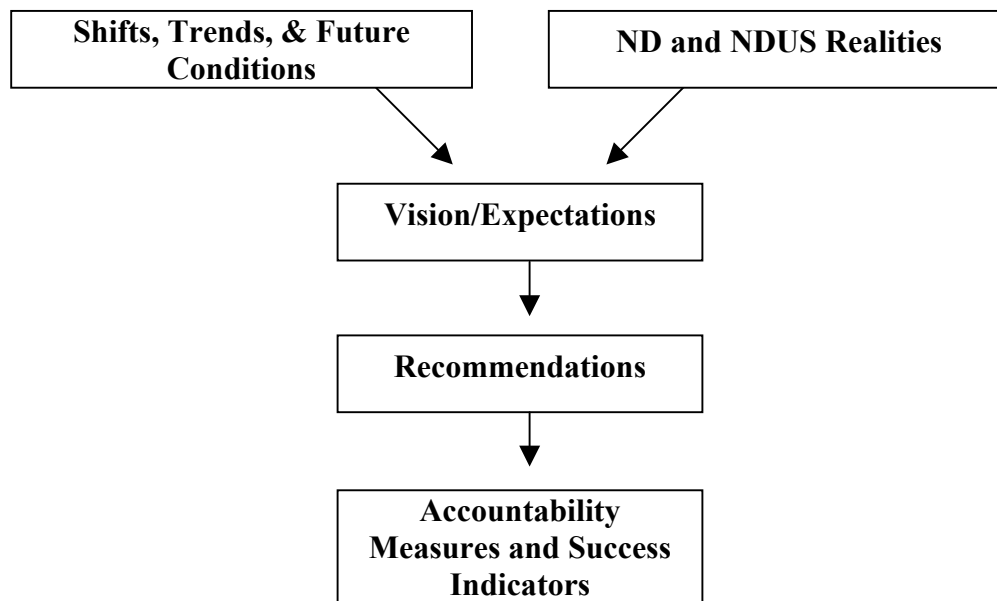 Shifts, Trends, & Future
Conditions
ND and NDUS Realities
Vision/Expectations
Recommendations
Accountability
Measures and Success
Indicators